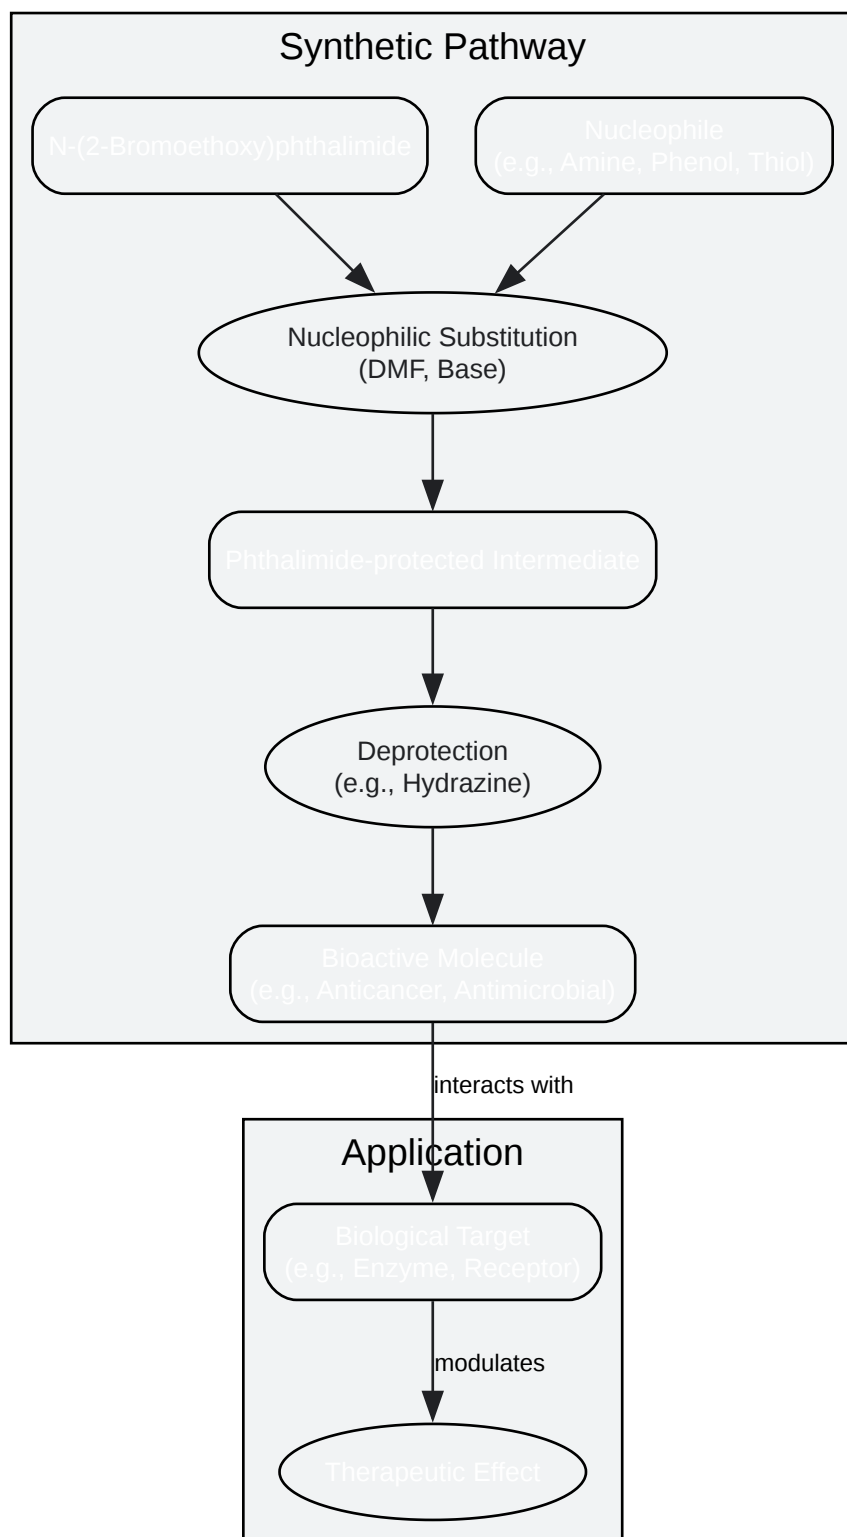 Synthetic Pathway
N-(2-Bromoethoxy)phthalimide
Nucleophile
(e.g., Amine, Phenol, Thiol)
Nucleophilic Substitution
(DMF, Base)
Phthalimide-protected Intermediate
Deprotection
(e.g., Hydrazine)
Bioactive Molecule
(e.g., Anticancer, Antimicrobial)
interacts with
Application
Biological Target
(e.g., Enzyme, Receptor)
modulates
Therapeutic Effect